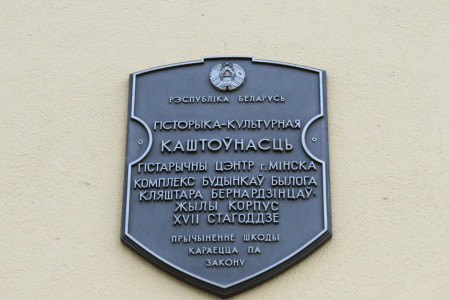 РЭСПУБЛІКА БЕЛАРУСЬ
ГІСТОРЫКА-КУЛЬТУРНАЯ
КАШТОЎНАСЦЬ
ГІСТАРЫЧНЫ ЦЭНТР г. МІНСКА
КОМПЛЕКС БУДЫНКАЎ БЫЛОГА
КЛЯШТАРА БЕРНАРДЗІНЦАЎ·
ЖЫЛЫ КОРПУС
XVII СТАГОДДЗЕ
ПРЫЧЫНЕННЕ ШКОДЫ
КАРАЕЦЦА ПА
ЗАКОНУ